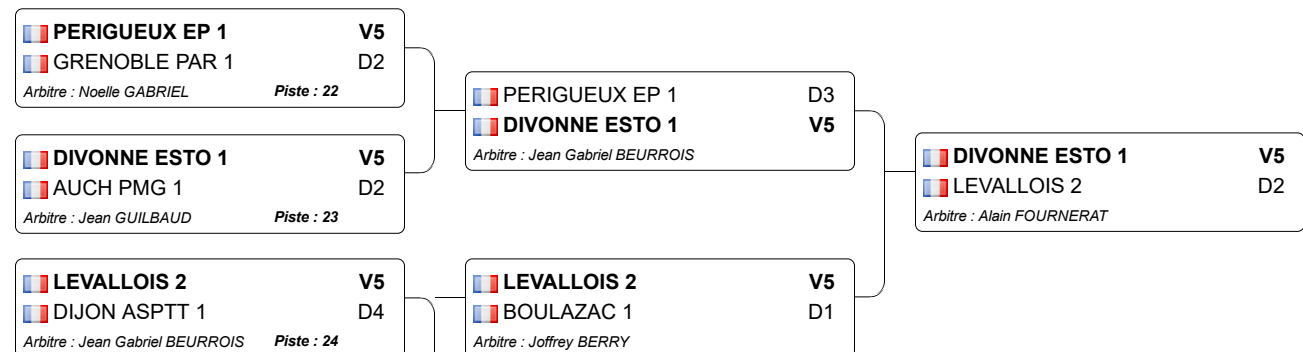 PERIGUEUX EP 1 V5
GRENOBLE PAR 1 D2
Arbitre : Noelle GABRIEL Piste : 22
DIVONNE ESTO 1 V5
AUCH PMG 1 D2
Arbitre : Jean GUILBAUD Piste : 23
LEVALLOIS 2 V5
DIJON ASPTT 1 D4
Arbitre : Jean Gabriel BEURROIS Piste : 24
PERIGUEUX EP 1 D3
DIVONNE ESTO 1 V5
Arbitre : Jean Gabriel BEURROIS
LEVALLOIS 2 V5
BOULAZAC 1 D1
Arbitre : Joffrey BERRY
DIVONNE ESTO 1 V5
LEVALLOIS 2 D2
Arbitre : Alain FOURNERAT